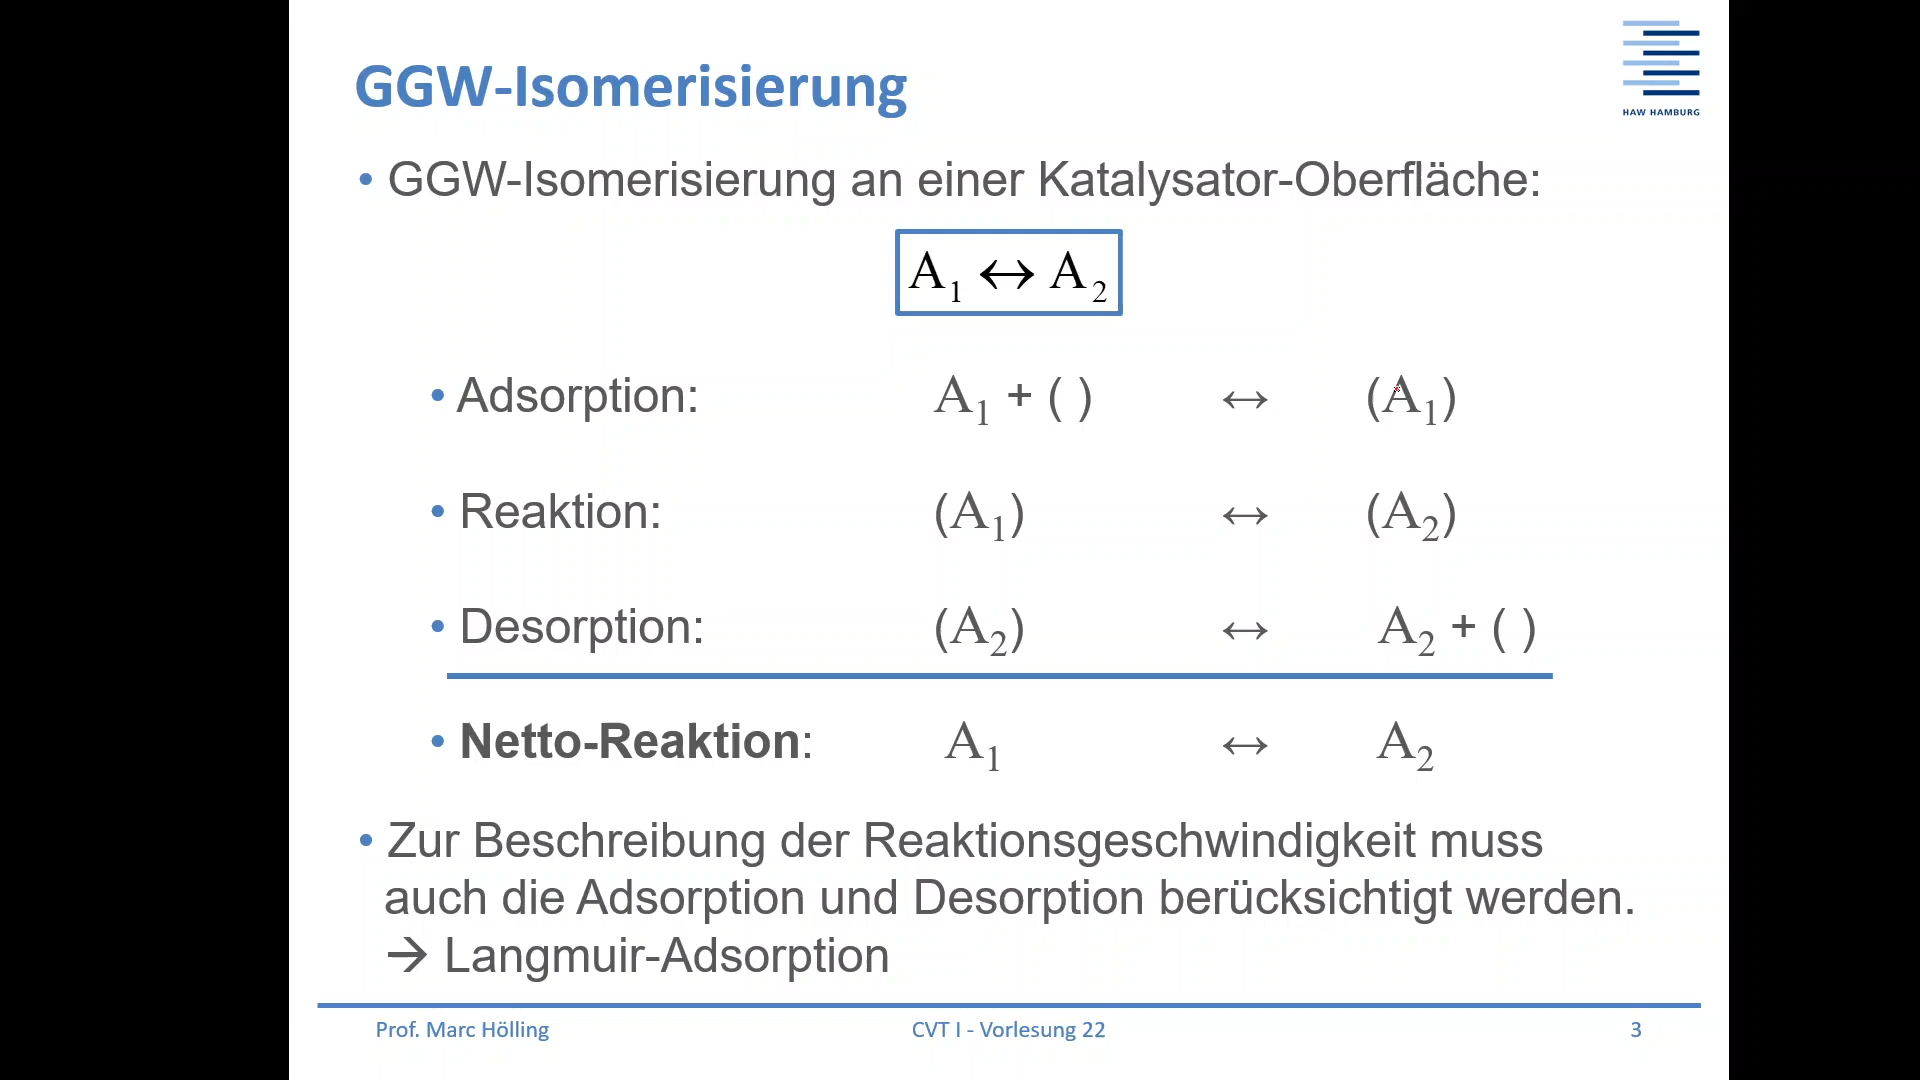 GGW-Isomerisierung
HAW HAMBURG
• GGW-Isomerisierung an einer Katalysator-Oberfläche:
A₁ ↔ A₂
• Adsorption: A₁ + ( ) ↔ (A₁)
• Reaktion: (A₁) ↔ (A₂)
• Desorption: (A₂) ↔ A₂ + ( )
• Netto-Reaktion: A₁ ↔ A₂
• Zur Beschreibung der Reaktionsgeschwindigkeit muss
auch die Adsorption und Desorption berücksichtigt werden.
→ Langmuir-Adsorption
Prof. Marc Hölling CVT I - Vorlesung 22 3